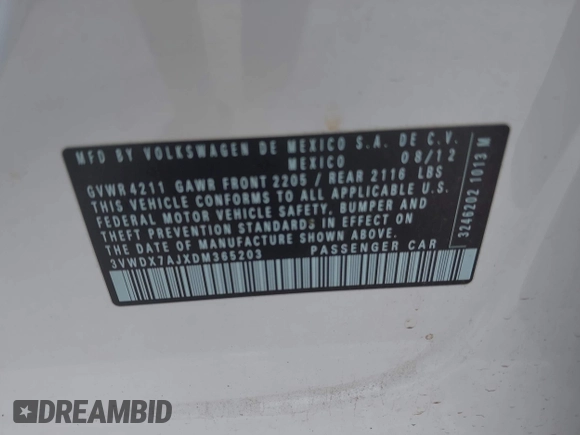 MFD BY VOLKSWAGEN DE MEXICO S.A. DE C.V.
MEXICO 08/12
GVWR 4211 GAWR FRONT 2205 / REAR 2116 LBS
THIS VEHICLE CONFORMS TO ALL APPLICABLE U.S.
FEDERAL MOTOR VEHICLE SAFETY, BUMPER AND
THEFT PREVENTION STANDARDS IN EFFECT ON
THE DATE OF MANUFACTURE SHOWN ABOVE.
3VWDX7AJXDM365203 PASSENGER CAR
3246202 1013 M
DREAMBID